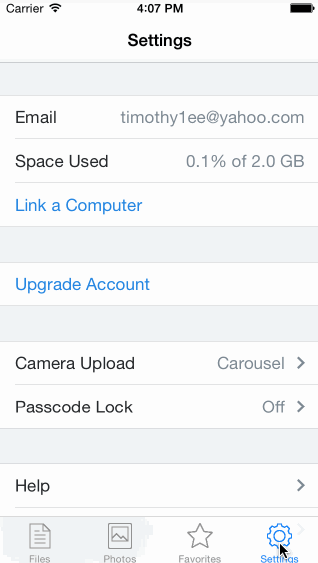 Carrier 4:07 PM
Settings
Email timothy1ee@yahoo.com
Space Used 0.1% of 2.0 GB
Link a Computer
Upgrade Account
Camera Upload Carousel
Passcode Lock Off
Help
Files Photos Favorites Settings